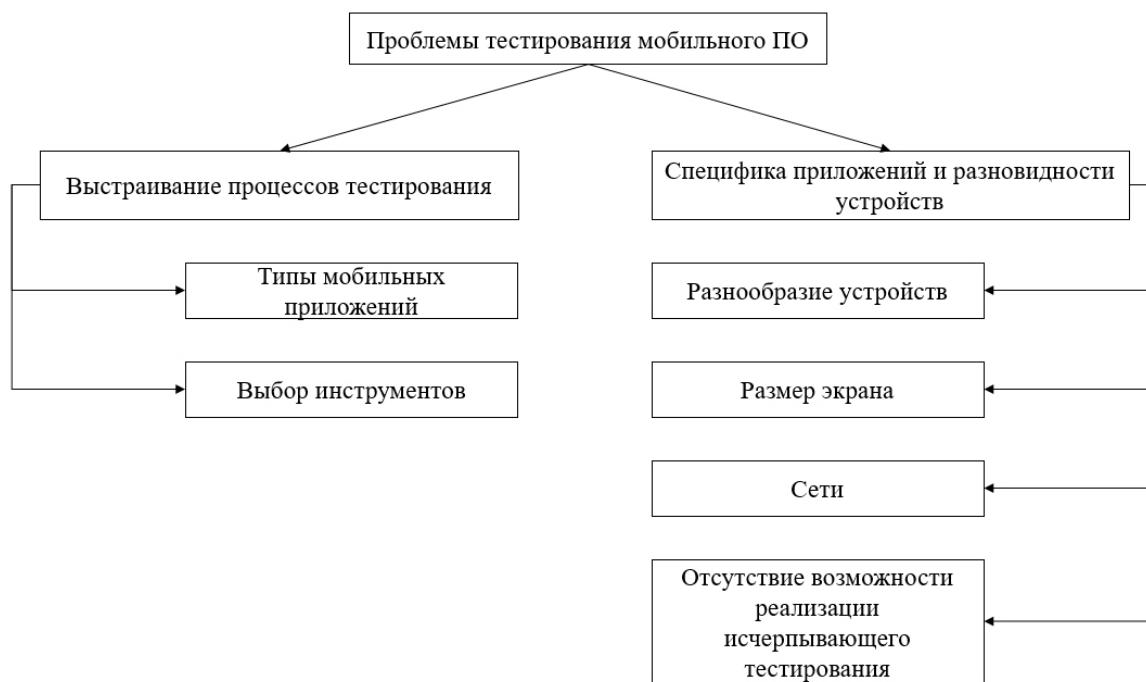 Проблемы тестирования мобильного ПО
Выстраивание процессов тестирования
Специфика приложений и разновидности
устройств
Типы мобильных
приложений
Разнообразие устройств
Выбор инструментов
Размер экрана
Сети
Отсутствие возможности
реализации
исчерпывающего
тестирования